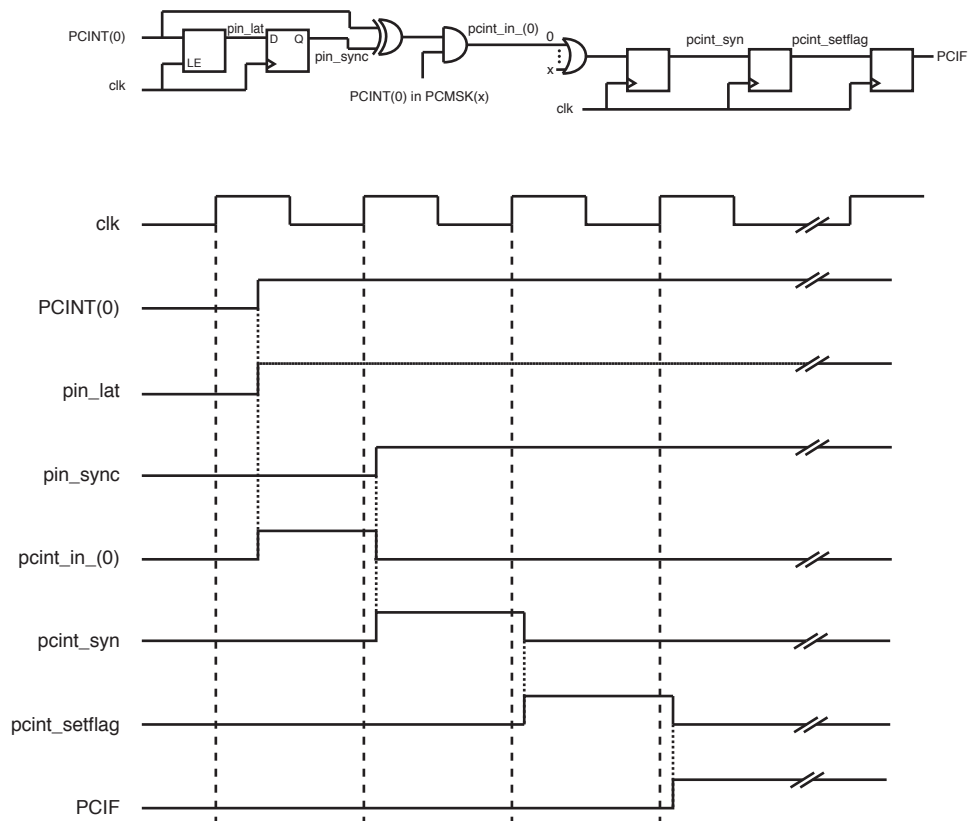 PCINT(0)
pin_lat
D Q
LE
clk
pin_sync
PCINT(0) in PCMSK(x)
pcint_in_(0)
0
x
clk
pcint_syn
pcint_setflag
PCIF
clk
PCINT(0)
pin_lat
pin_sync
pcint_in_(0)
pcint_syn
pcint_setflag
PCIF